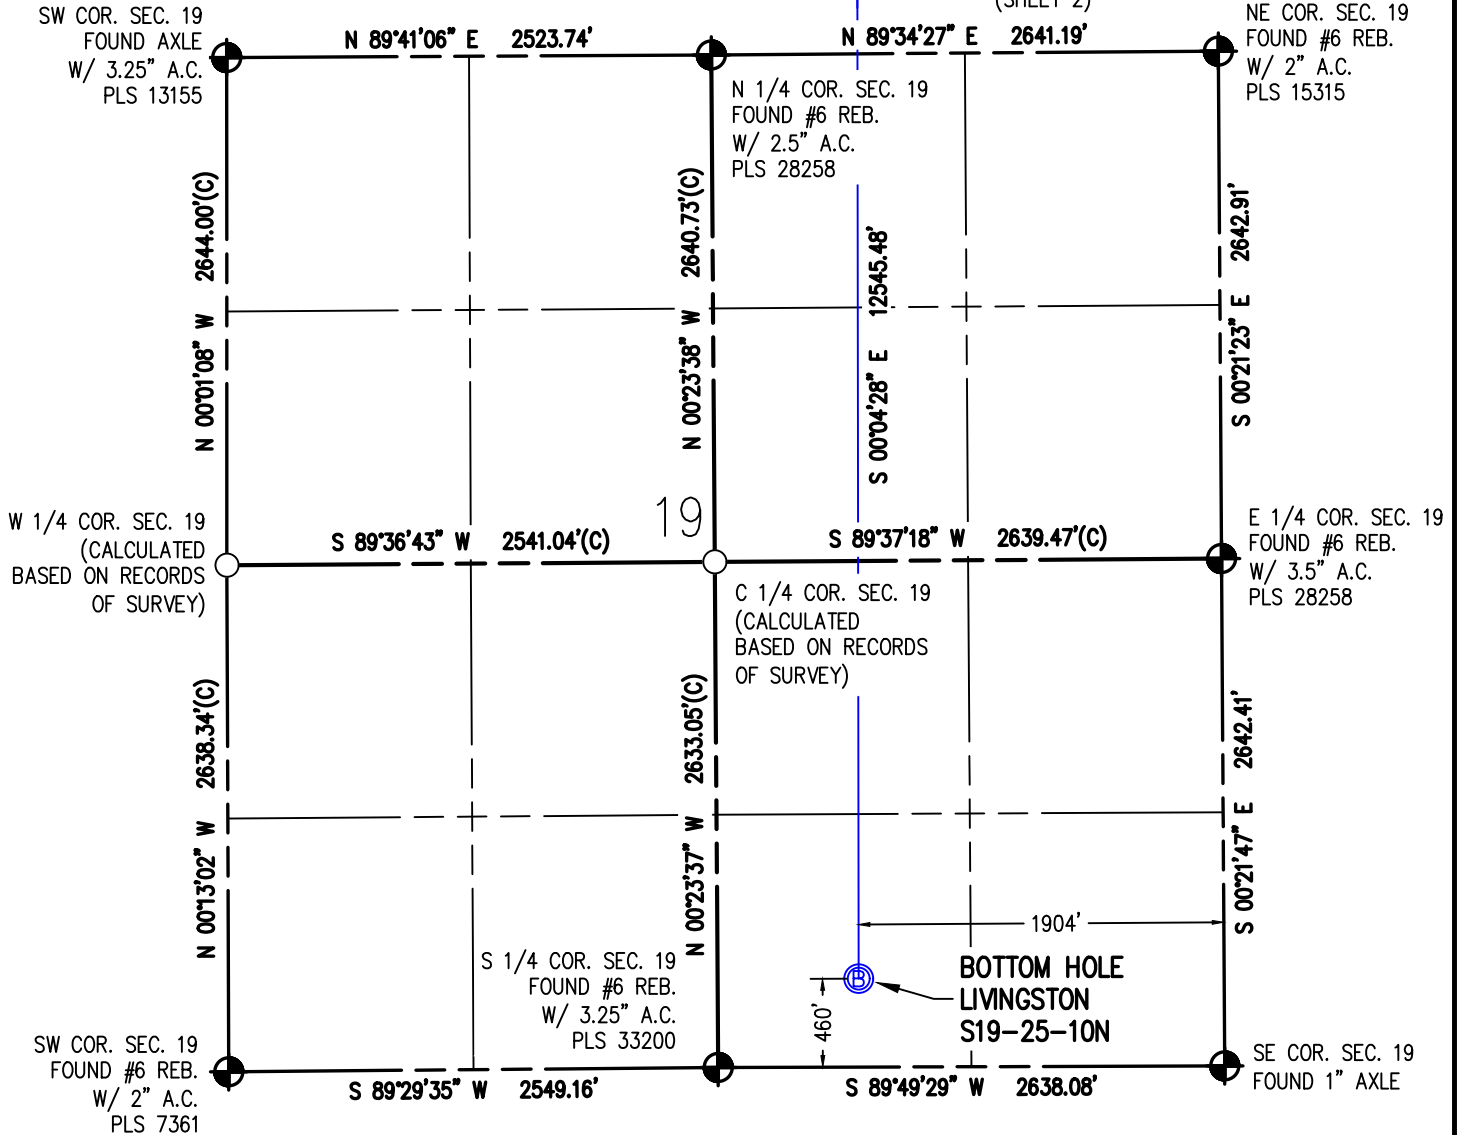 (SHEET 2)
SW COR. SEC. 19
FOUND AXLE
W/ 3.25" A.C.
PLS 13155
N 89°41'06" E 2523.74'
N 89°34'27" E 2641.19'
NE COR. SEC. 19
FOUND #6 REB.
W/ 2" A.C.
PLS 15315
N 1/4 COR. SEC. 19
FOUND #6 REB.
W/ 2.5" A.C.
PLS 28258
N 00°01'08" W 2644.00'(C)
N 00°23'38" W 2640.73'(C)
S 00°04'28" E 12545.48'
S 00°21'23" E 2642.91'
W 1/4 COR. SEC. 19
(CALCULATED
BASED ON RECORDS
OF SURVEY)
S 89°36'43" W 2541.04'(C)
19
S 89°37'18" W 2639.47'(C)
E 1/4 COR. SEC. 19
FOUND #6 REB.
W/ 3.5" A.C.
PLS 28258
C 1/4 COR. SEC. 19
(CALCULATED
BASED ON RECORDS
OF SURVEY)
N 00°13'02" W 2638.34'(C)
N 00°23'37" W 2633.05'(C)
S 00°21'47" E 2642.41'
1904'
S 1/4 COR. SEC. 19
FOUND #6 REB.
W/ 3.25" A.C.
PLS 33200
B
460'
BOTTOM HOLE
LIVINGSTON
S19-25-10N
SW COR. SEC. 19
FOUND #6 REB.
W/ 2" A.C.
PLS 7361
S 89°29'35" W 2549.16'
S 89°49'29" W 2638.08'
SE COR. SEC. 19
FOUND 1" AXLE